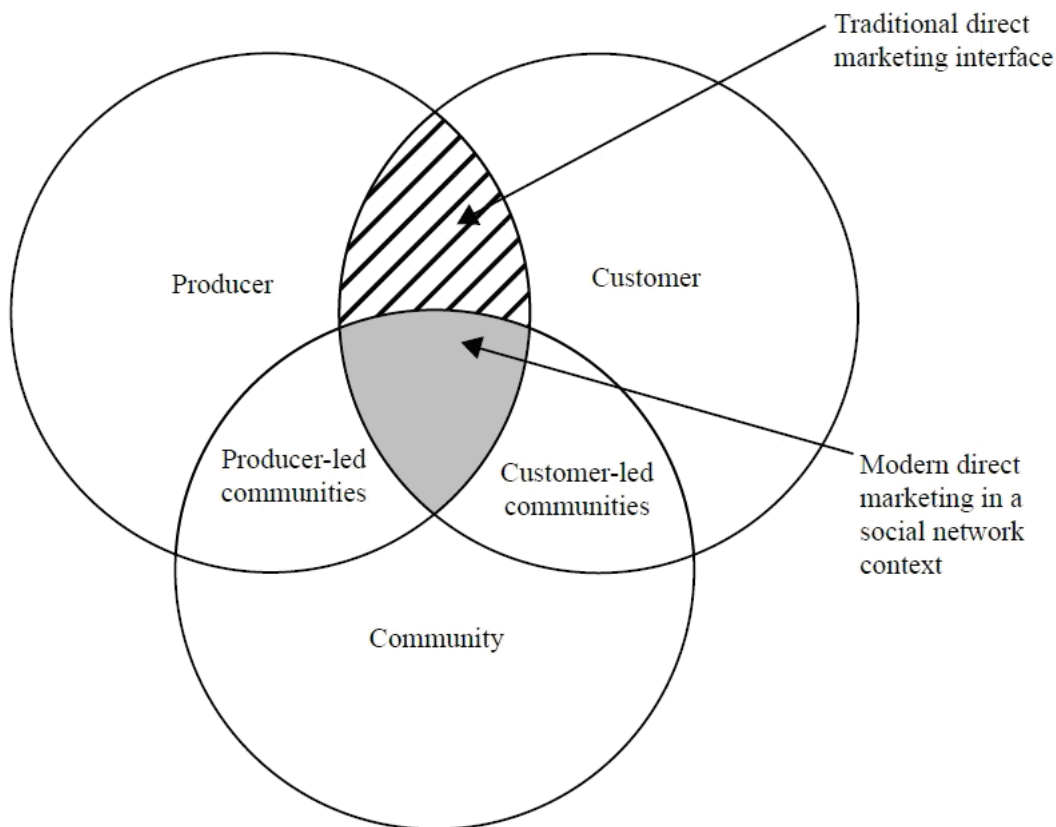 Traditional direct
marketing interface
Producer
Customer
Producer-led
communities
Customer-led
communities
Modern direct
marketing in a
social network
context
Community